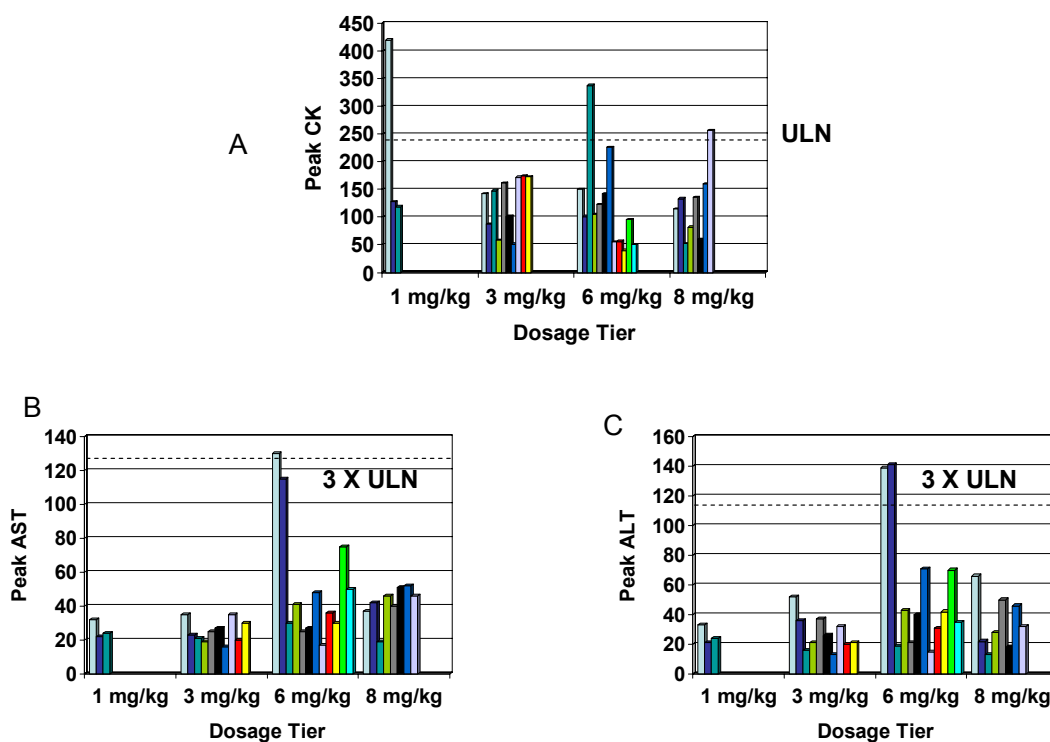 A
Peak CK
450
400
350
300
250
200
150
100
50
0
ULN
1 mg/kg 3 mg/kg 6 mg/kg 8 mg/kg
Dosage Tier
B
Peak AST
140
120
100
80
60
40
20
0
3 X ULN
1 mg/kg 3 mg/kg 6 mg/kg 8 mg/kg
Dosage Tier
C
Peak ALT
160
140
120
100
80
60
40
20
0
3 X ULN
1 mg/kg 3 mg/kg 6 mg/kg 8 mg/kg
Dosage Tier